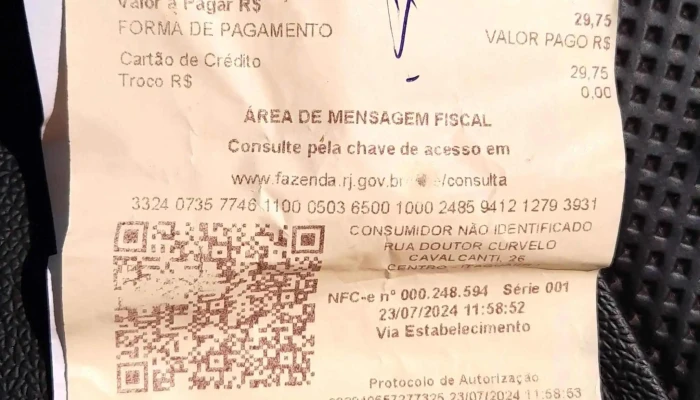 Valor a Pagar R$ 29,75
FORMA DE PAGAMENTO VALOR PAGO R$
Cartão de Crédito 29,75
Troco R$ 0,00
ÁREA DE MENSAGEM FISCAL
Consulte pela chave de acesso em
www.fazenda.rj.gov.br /consulta
3324 0735 7746 1100 0503 6500 1000 2485 9412 1279 3931
CONSUMIDOR NÃO IDENTIFICADO
RUA DOUTOR CURVELO
CAVALCANTI, 26
CENTRO -
NFC-e nº 000.248.594 Série 001
23/07/2024 11:58:52
Via Estabelecimento
Protocolo de Autorização
23/07/2024 11:58:53